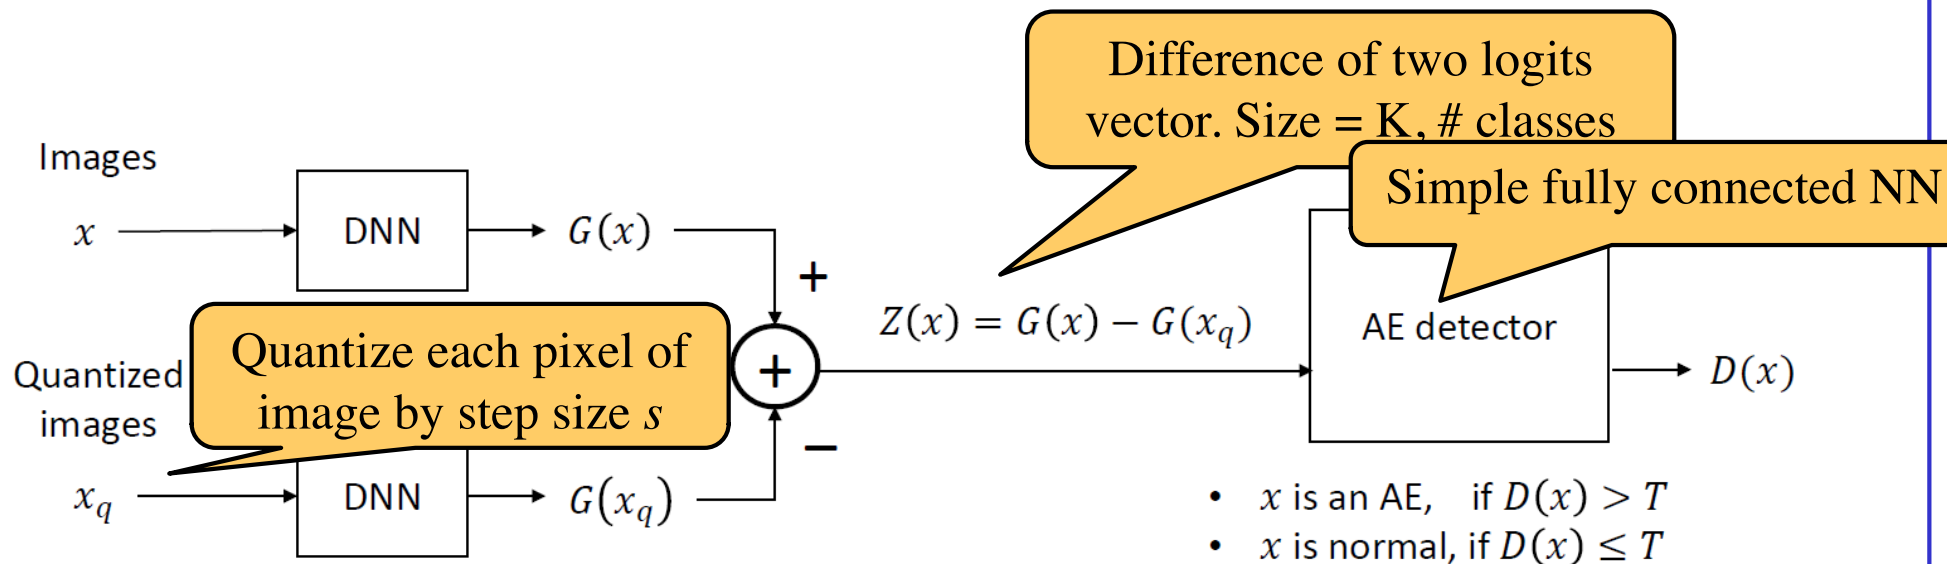 Difference of two logits
vector. Size = K, # classes
Simple fully connected NN
Images
x
DNN
G(x)
+
Z(x) = G(x) − G(x_q)
AE detector
D(x)
+
Quantize each pixel of
image by step size s
Quantized
images
−
x_q
DNN
G(x_q)
• x is an AE, if D(x) > T
• x is normal, if D(x) ≤ T